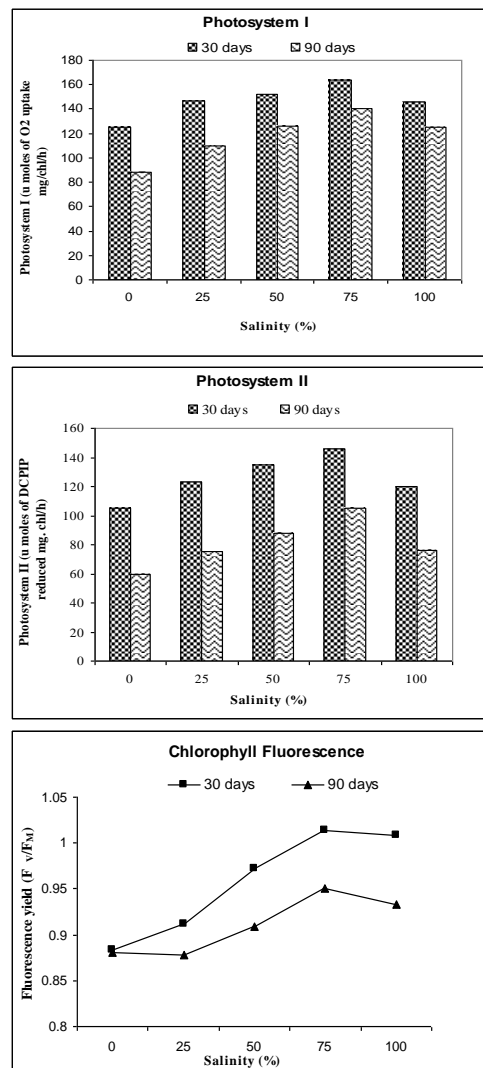 Photosystem I
30 days 90 days
Photosystem I (u moles of O2 uptake
mg/chl/h)
180
160
140
120
100
80
60
40
20
0
0 25 50 75 100
Salinity (%)
Photosystem II
30 days 90 days
Photosystem II (u moles of DCPIP
reduced mg, chl/h)
160
140
120
100
80
60
40
20
0
0 25 50 75 100
Salinity (%)
Chlorophyll Fluorescence
30 days 90 days
Fluorescence yield (F V/FM)
1.05
1
0.95
0.9
0.85
0.8
0 25 50 75 100
Salinity (%)